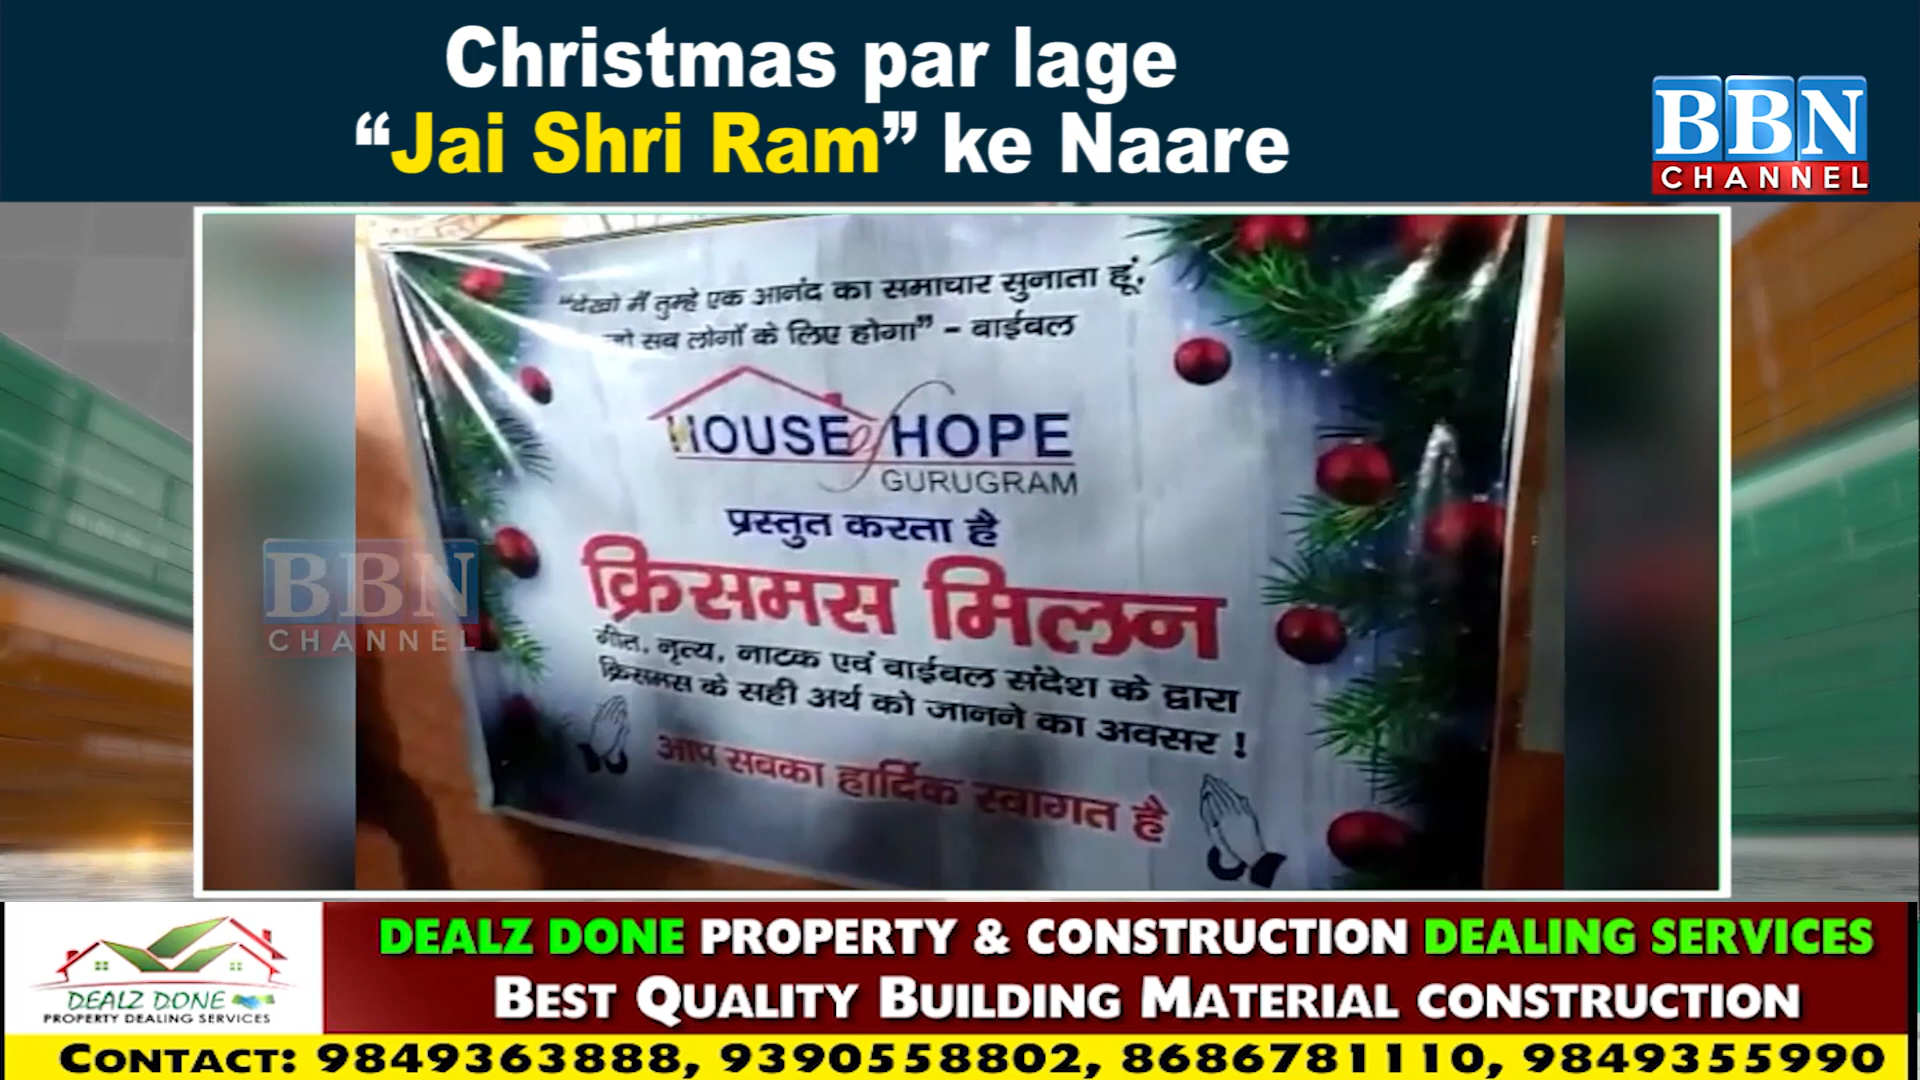 Christmas par lage
“Jai Shri Ram” ke Naare
BBN
CHANNEL
“देखो मैं तुम्हे एक आनंद का समाचार सुनाता हूं,
सब लोगों के लिए होगा” - बाईबल
HOUSE of HOPE
GURUGRAM
प्रस्तुत करता है
क्रिसमस मिलन
गीत, नृत्य, नाटक एवं बाईबल संदेश के द्वारा
क्रिसमस के सही अर्थ को जानने का अवसर !
आप सबका हार्दिक स्वागत है
BBN
CHANNEL
DEALZ DONE
PROPERTY DEALING SERVICES
DEALZ DONE PROPERTY & CONSTRUCTION DEALING SERVICES
BEST QUALITY BUILDING MATERIAL CONSTRUCTION
CONTACT: 9849363888, 9390558802, 8686781110, 9849355990